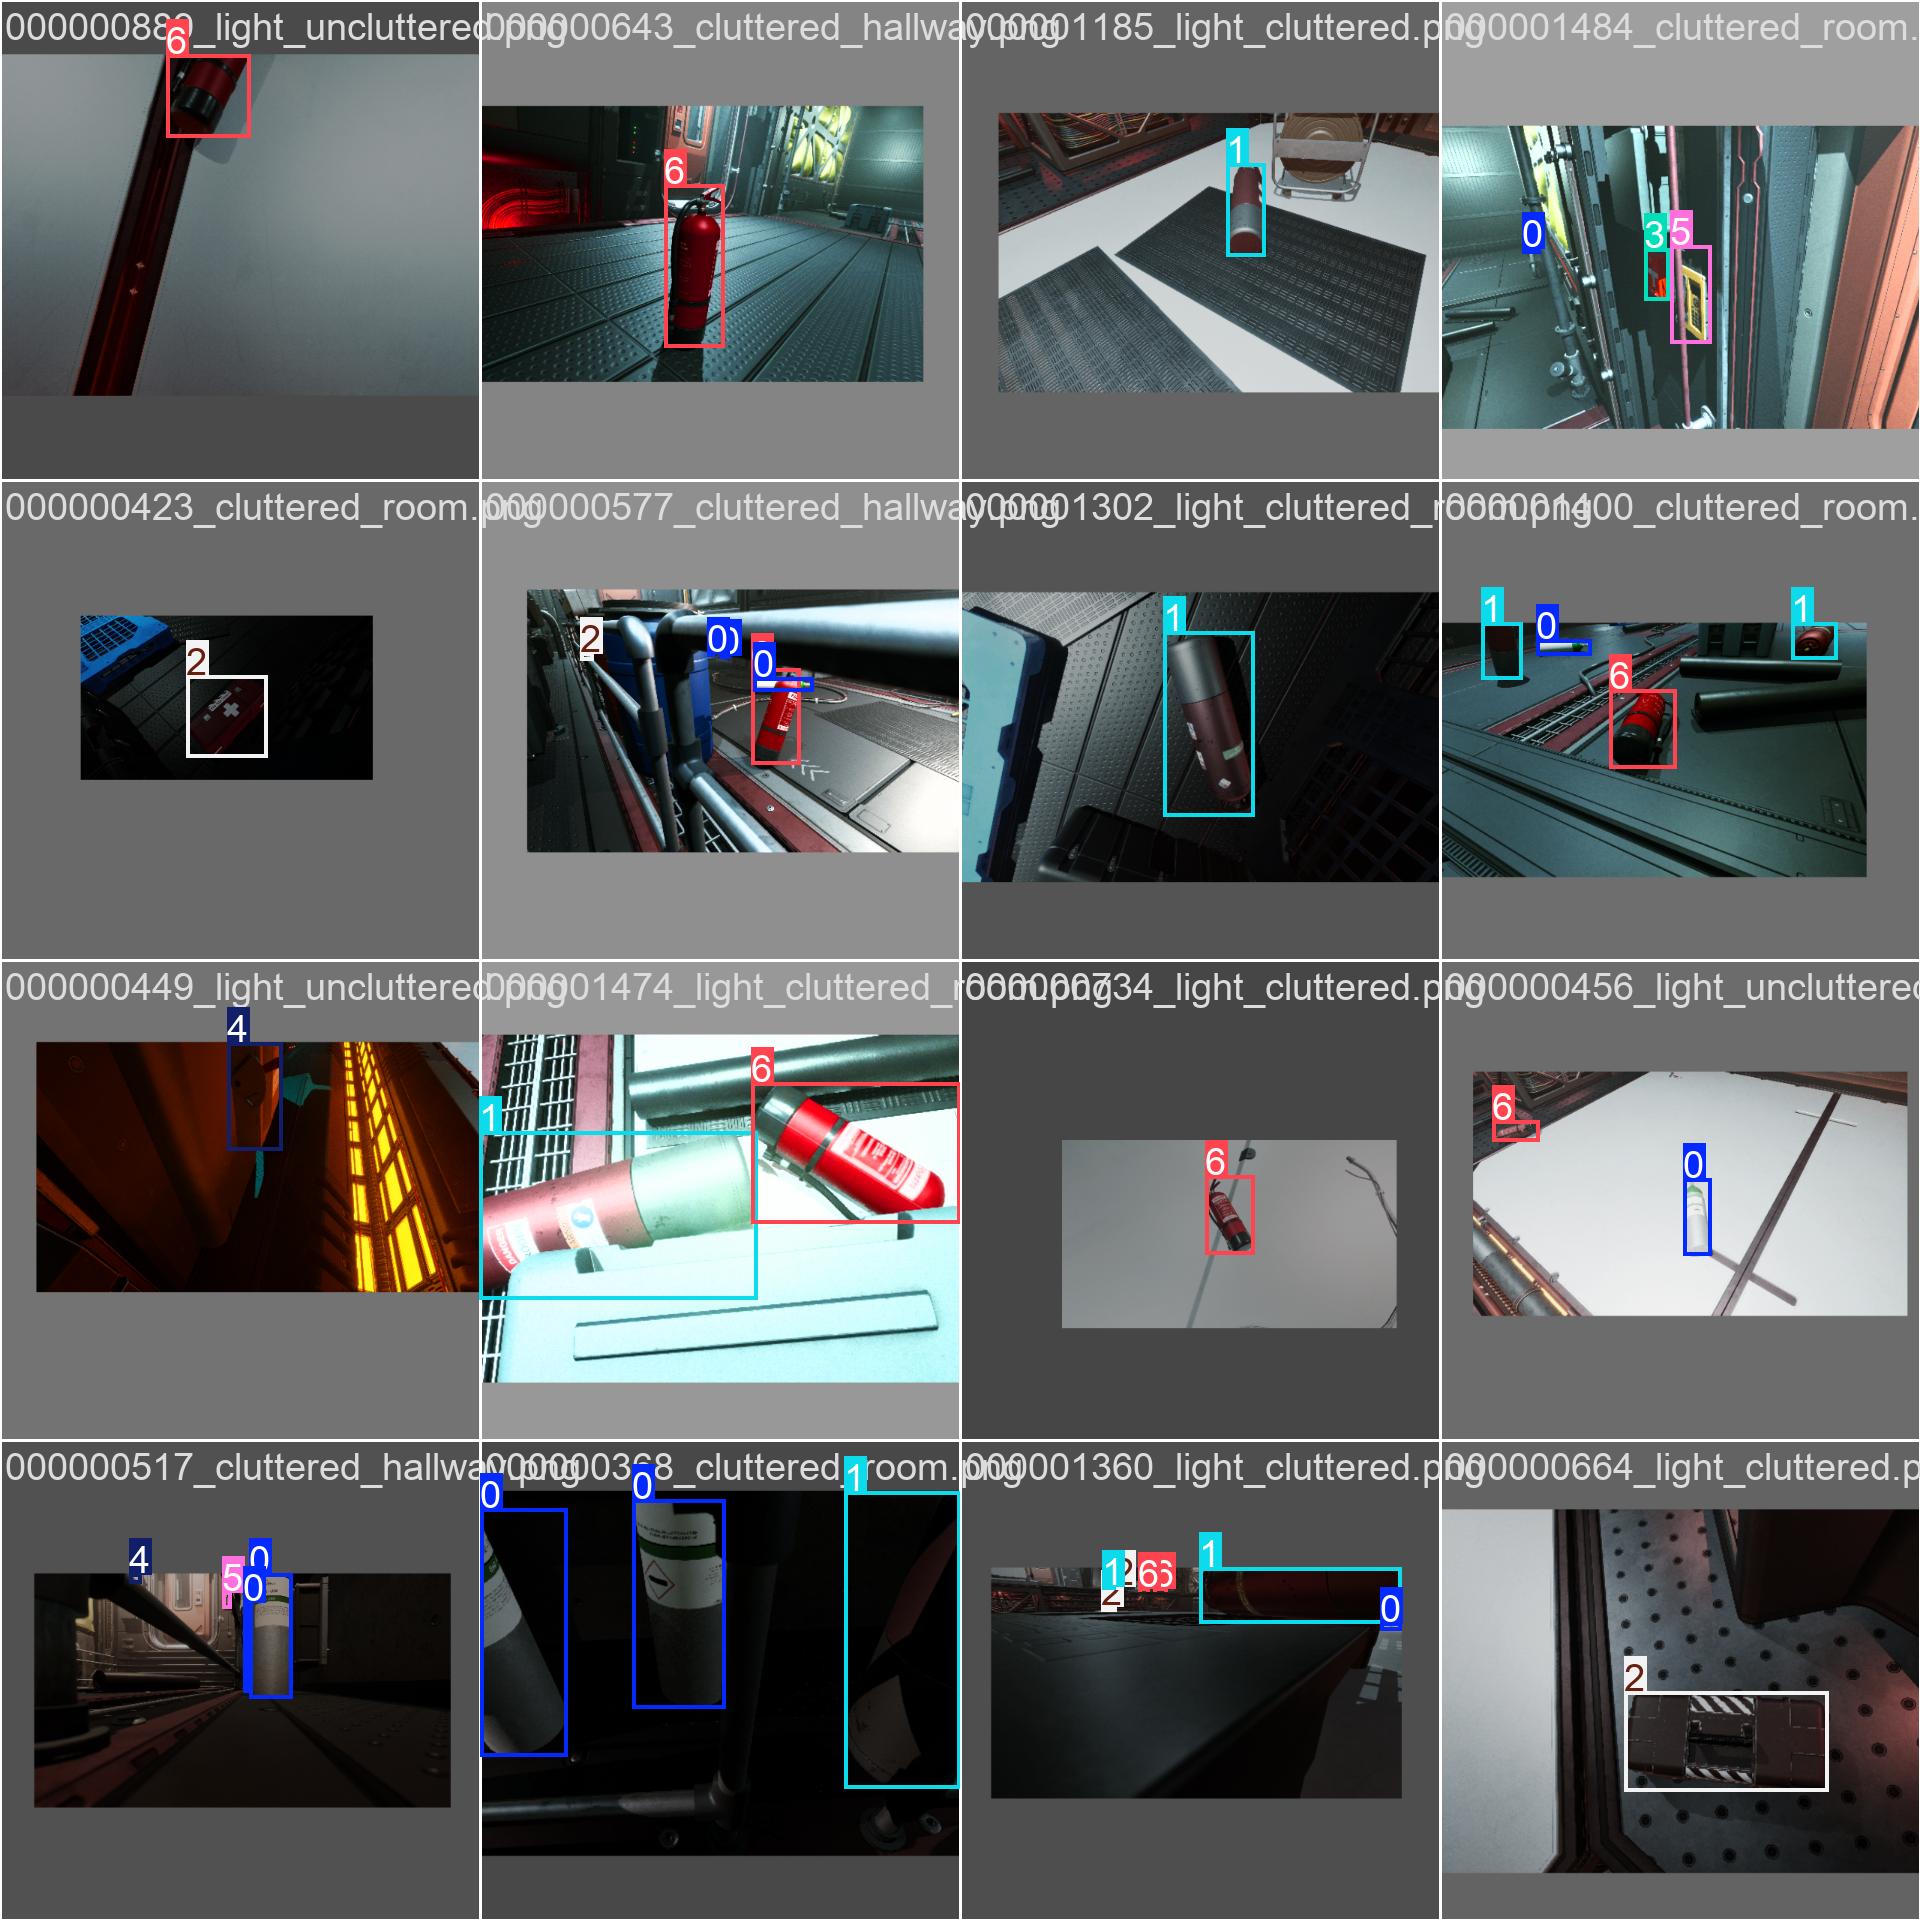 000000889_light_uncluttered.png
000000643_cluttered_hallway.png
000001185_light_cluttered.png
000001484_cluttered_room.
6
6
1
0
3
5
000000423_cluttered_room.png
000000577_cluttered_hallway.png
000001302_light_cluttered_room.png
000001400_cluttered_room.
2
2
0
0
1
1
0
1
6
000000449_light_uncluttered.png
000001474_light_cluttered_room.png
000000734_light_cluttered.png
000000456_light_uncluttered
4
1
6
6
6
0
000000517_cluttered_hallway.png
000000368_cluttered_room.png
000001360_light_cluttered.png
000000664_light_cluttered.p
4
5
0
0
0
0
1
1
2
2
6
6
1
0
2